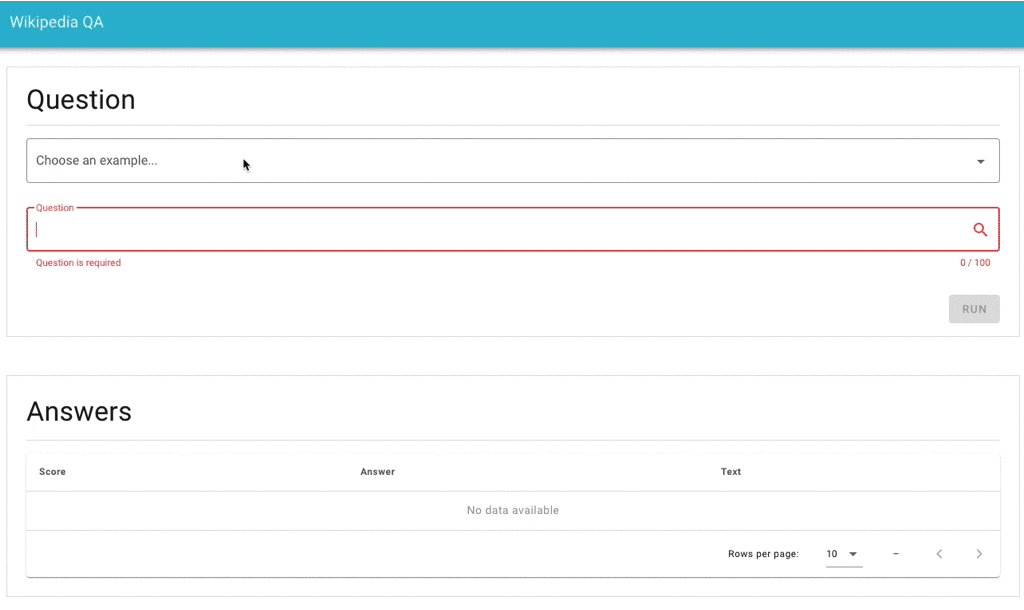 Wikipedia QA
Question
Choose an example...
Question
Question is required 0 / 100
RUN
Answers
Score Answer Text
No data available
Rows per page: 10 –